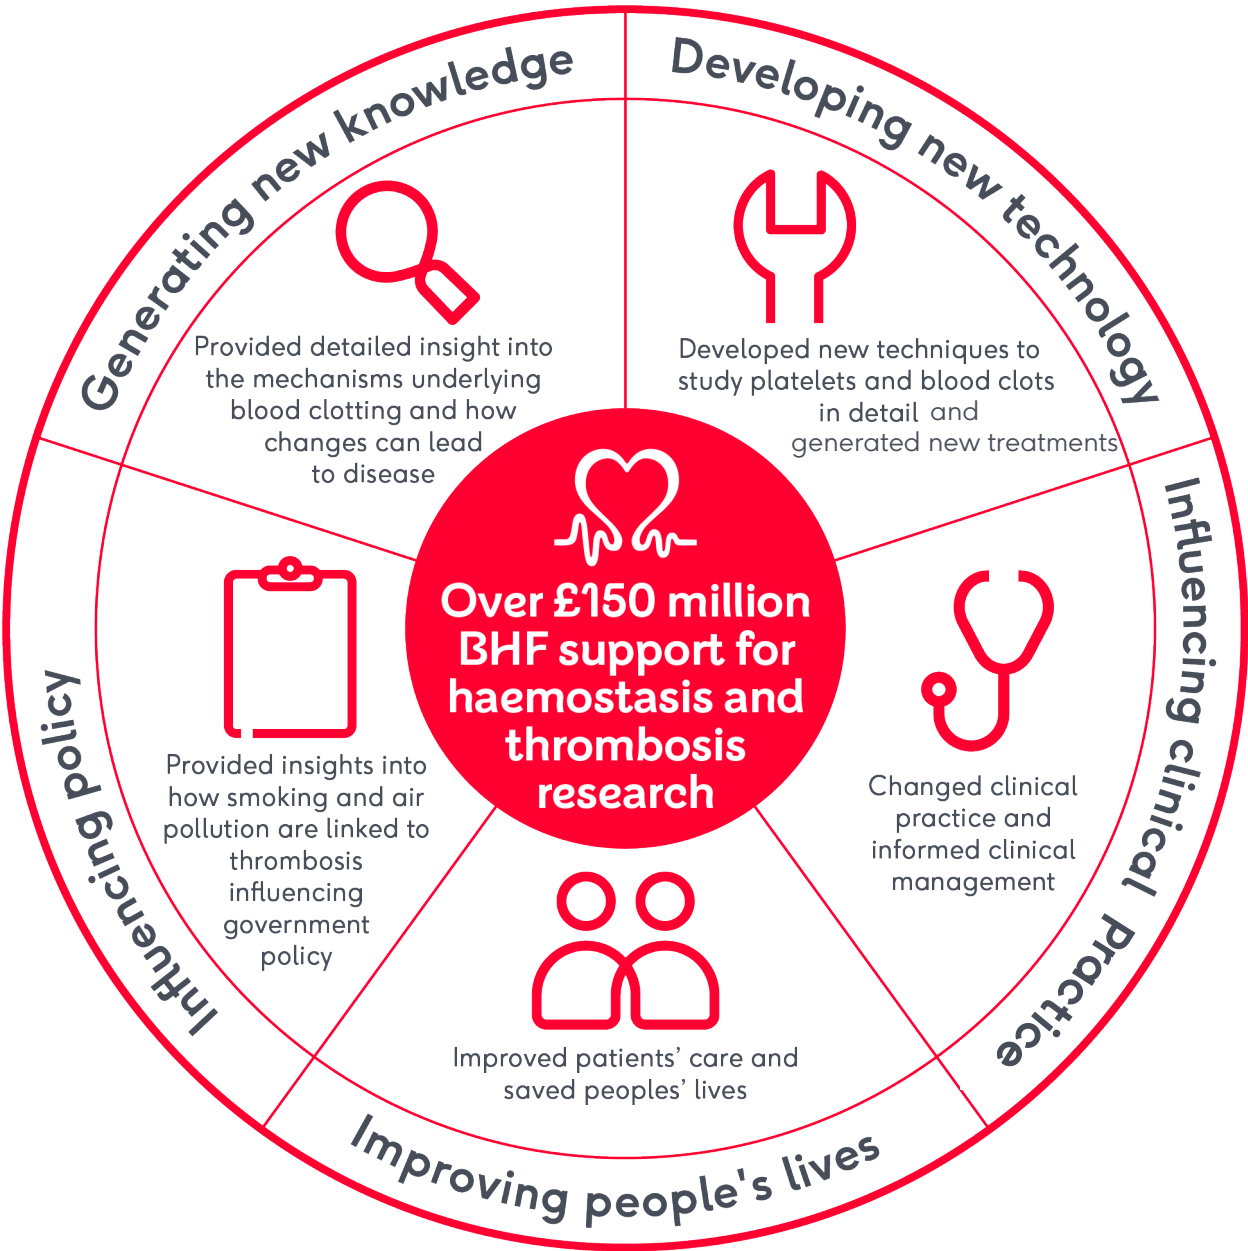 Generating new knowledge
Provided detailed insight into
the mechanisms underlying
blood clotting and how
changes can lead
to disease
Developing new technology
Developed new techniques to
study platelets and blood clots
in detail and
generated new treatments
Influencing clinical Practice
Changed clinical
practice and
informed clinical
management
Improving people's lives
Improved patients’ care and
saved peoples’ lives
Influencing policy
Provided insights into
how smoking and air
pollution are linked to
thrombosis
influencing
government
policy
Over £150 million
BHF support for
haemostasis and
thrombosis
research